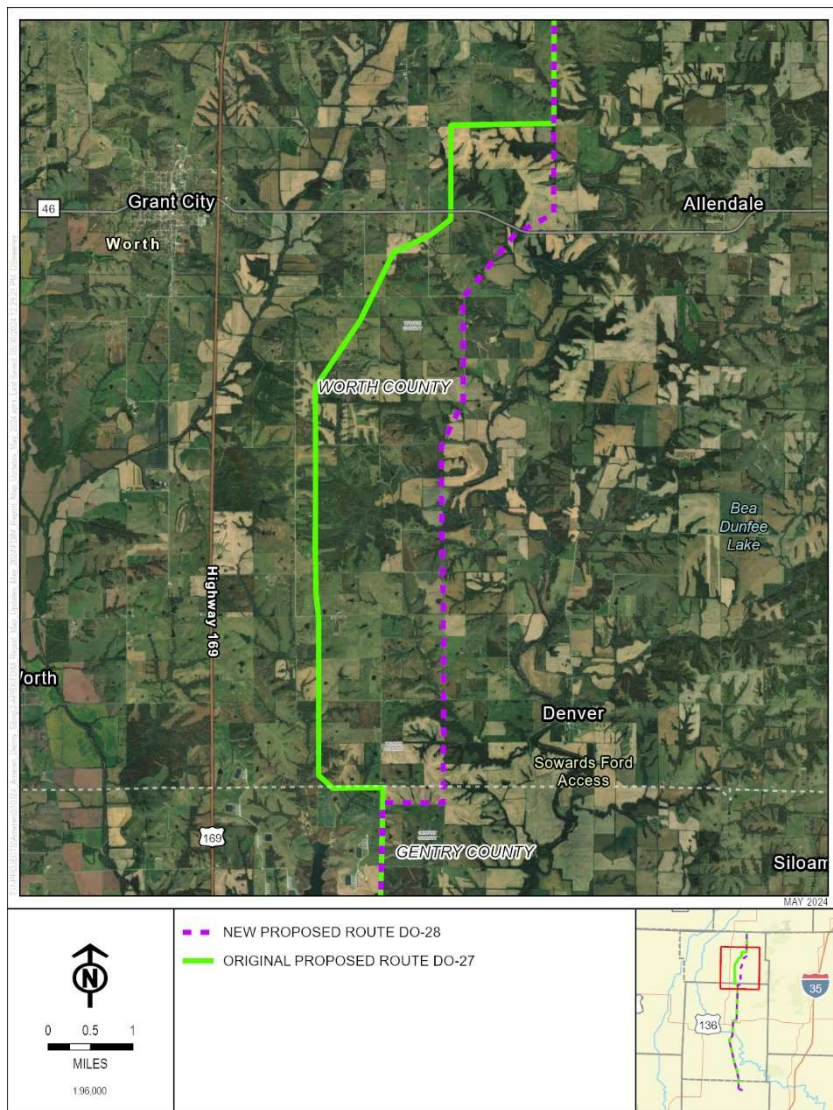 46
Grant City
Allendale
Worth
WORTH COUNTY
Bea
Dunfee
Lake
Highway 169
Worth
Denver
Sowards Ford
Access
169
GENTRY COUNTY
Siloam
MAY 2024
N
0 0.5 1
MILES
1:96,000
NEW PROPOSED ROUTE DO-28
ORIGINAL PROPOSED ROUTE DO-27
35
136